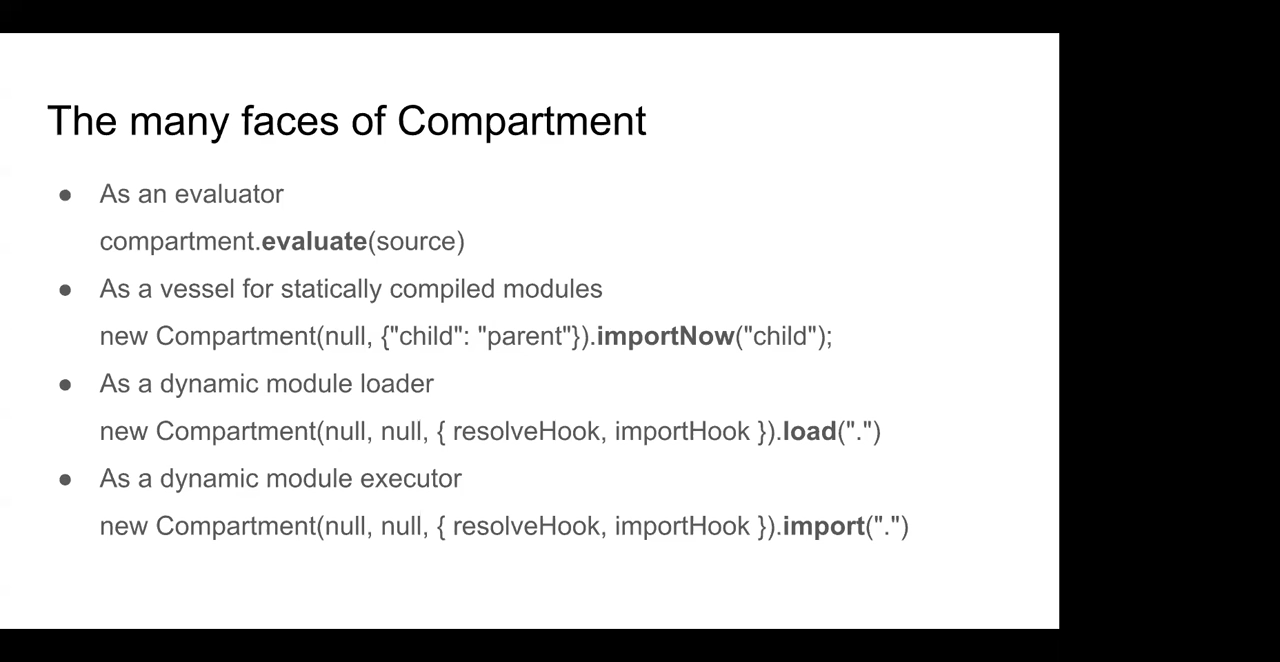 The many faces of Compartment
● As an evaluator
compartment.evaluate(source)
● As a vessel for statically compiled modules
new Compartment(null, {"child": "parent"}).importNow("child");
● As a dynamic module loader
new Compartment(null, null, { resolveHook, importHook }).load(".")
● As a dynamic module executor
new Compartment(null, null, { resolveHook, importHook }).import(".")